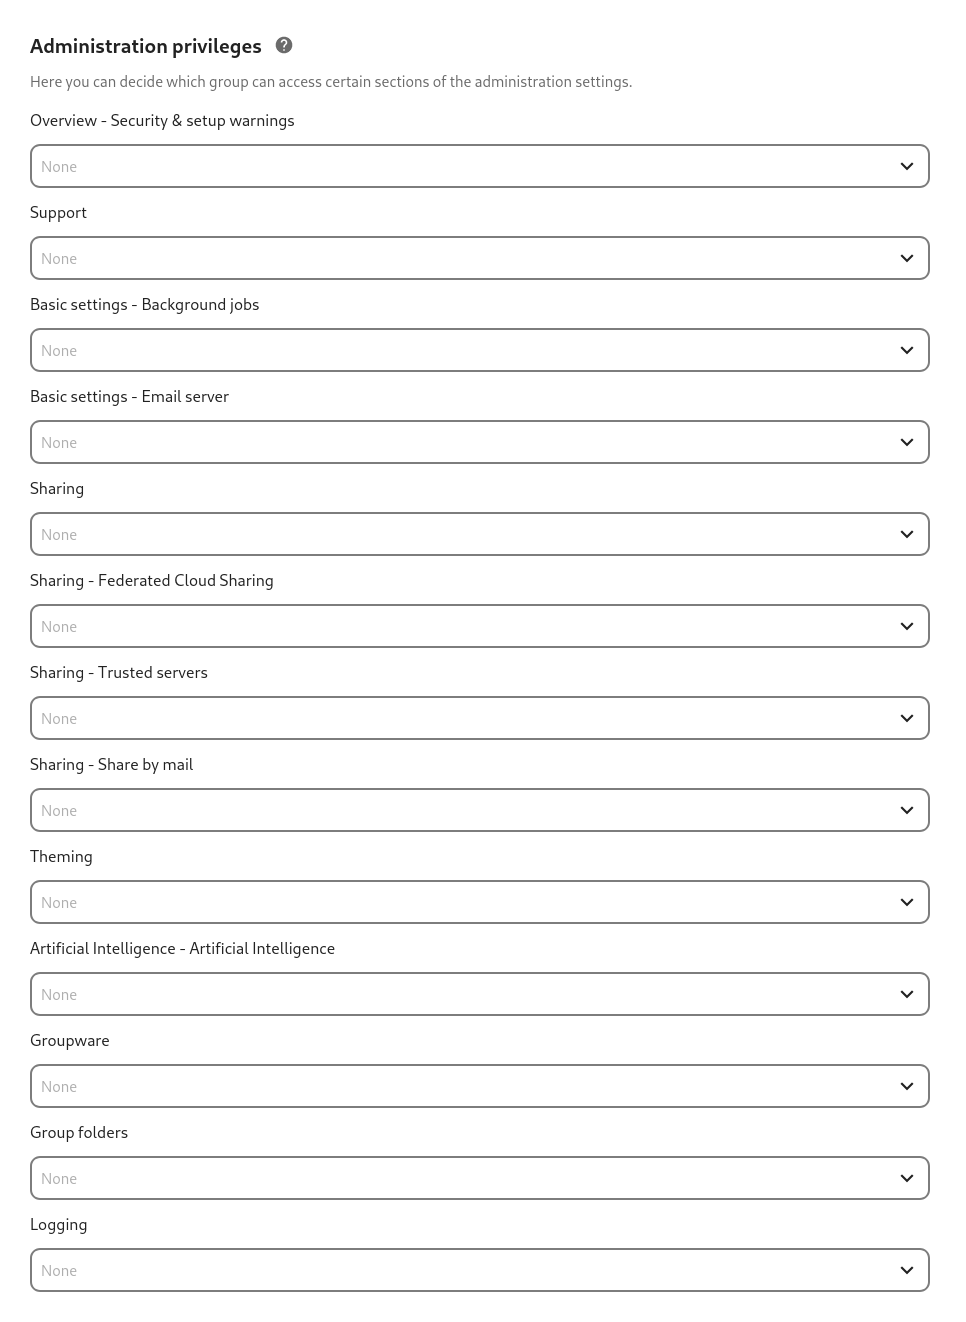 Administration privileges
Here you can decide which group can access certain sections of the administration settings.
Overview - Security & setup warnings
None
Support
None
Basic settings - Background jobs
None
Basic settings - Email server
None
Sharing
None
Sharing - Federated Cloud Sharing
None
Sharing - Trusted servers
None
Sharing - Share by mail
None
Theming
None
Artificial Intelligence - Artificial Intelligence
None
Groupware
None
Group folders
None
Logging
None